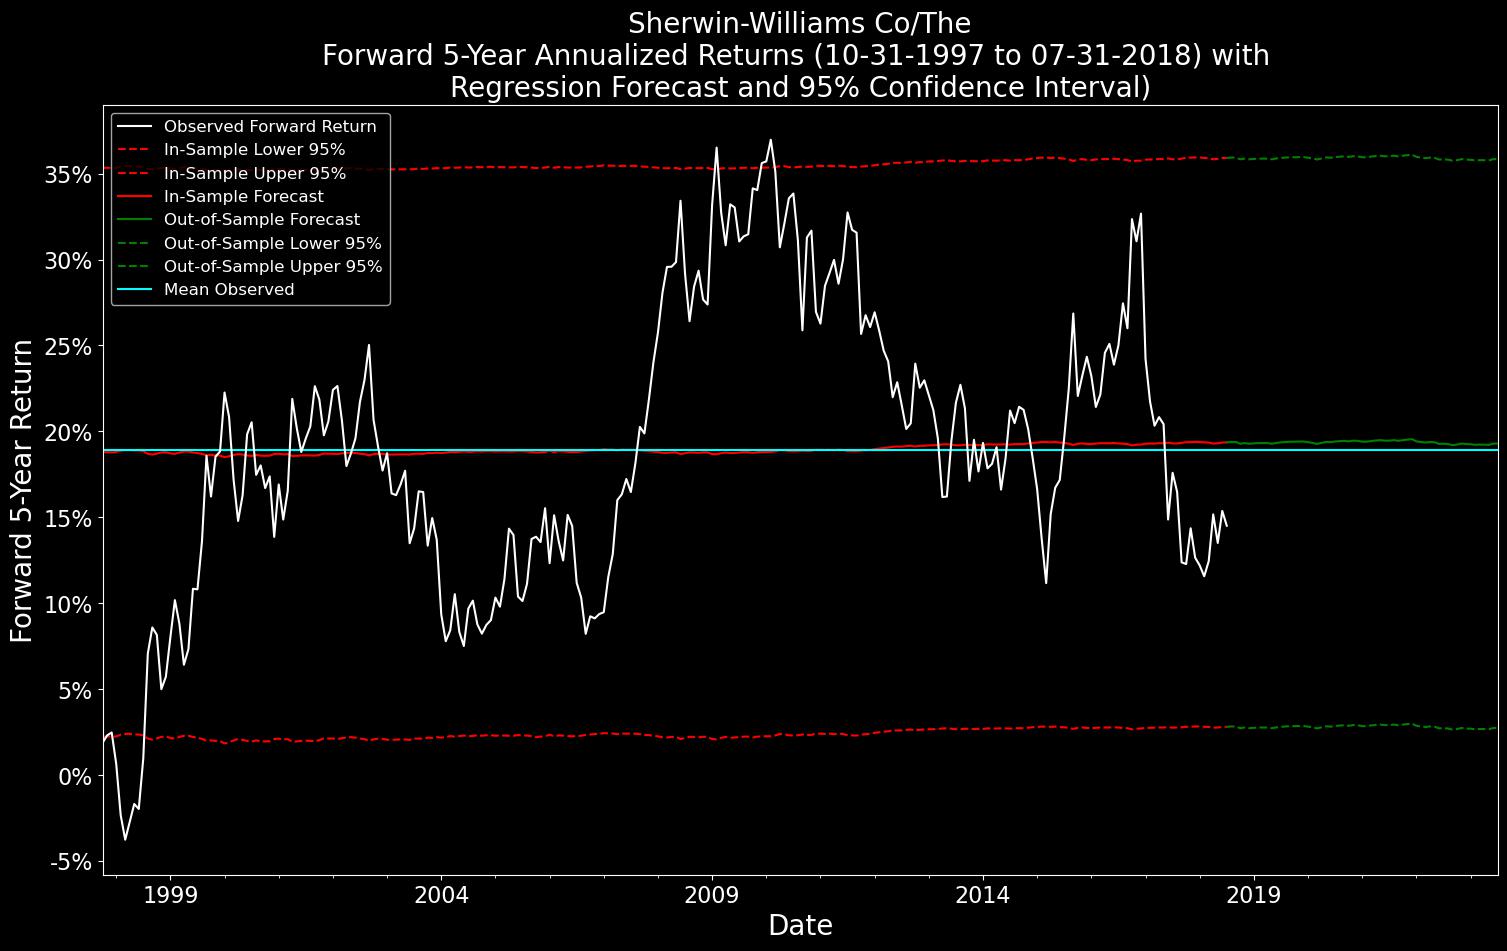 Sherwin-Williams Co/The
Forward 5-Year Annualized Returns (10-31-1997 to 07-31-2018) with
Regression Forecast and 95% Confidence Interval)
Observed Forward Return
In-Sample Lower 95%
In-Sample Upper 95%
In-Sample Forecast
Out-of-Sample Forecast
Out-of-Sample Lower 95%
Out-of-Sample Upper 95%
Mean Observed
Forward 5-Year Return
35%
30%
25%
20%
15%
10%
5%
0%
-5%
1999
2004
2009
2014
2019
Date